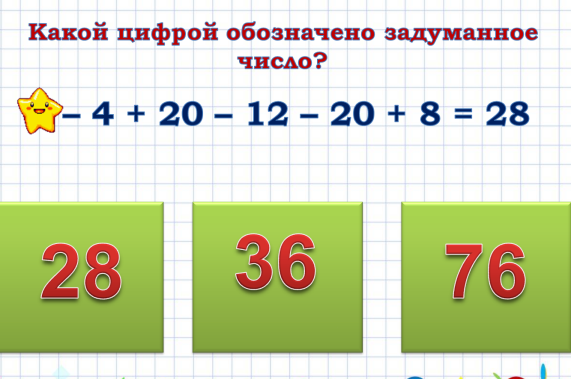 Какой цифрой обозначено задуманное
число?
– 4 + 20 – 12 – 20 + 8 = 28
28 36 76